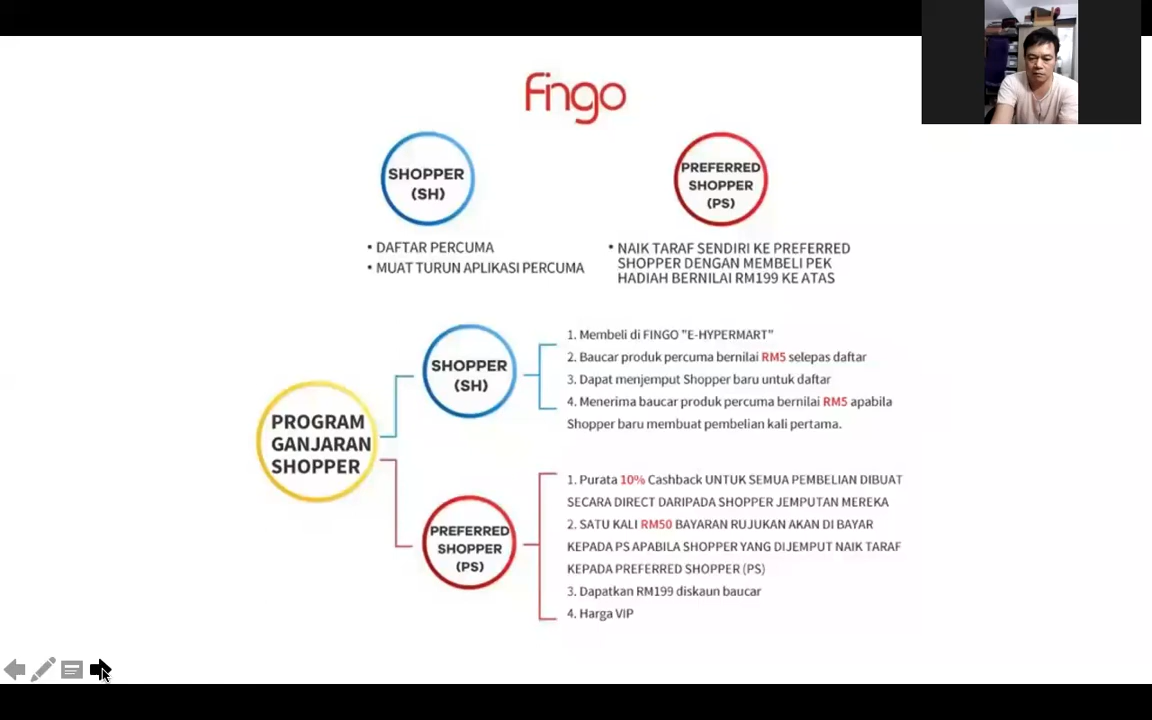 Fingo
SHOPPER
(SH)
PREFERRED
SHOPPER
(PS)
• DAFTAR PERCUMA
• MUAT TURUN APLIKASI PERCUMA
• NAIK TARAF SENDIRI KE PREFERRED
SHOPPER DENGAN MEMBELI PEK
HADIAH BERNILAI RM199 KE ATAS
PROGRAM
GANJARAN
SHOPPER
SHOPPER
(SH)
1. Membeli di FINGO "E-HYPERMART"
2. Baucar produk percuma bernilai RM5 selepas daftar
3. Dapat menjemput Shopper baru untuk daftar
4. Menerima baucar produk percuma bernilai RM5 apabila
Shopper baru membuat pembelian kali pertama.
PREFERRED
SHOPPER
(PS)
1. Purata 10% Cashback UNTUK SEMUA PEMBELIAN DIBUAT
SECARA DIRECT DARIPADA SHOPPER JEMPUTAN MEREKA
2. SATU KALI RM50 BAYARAN RUJUKAN AKAN DI BAYAR
KEPADA PS APABILA SHOPPER YANG DIJEMPUT NAIK TARAF
KEPADA PREFERRED SHOPPER (PS)
3. Dapatkan RM199 diskaun baucar
4. Harga VIP